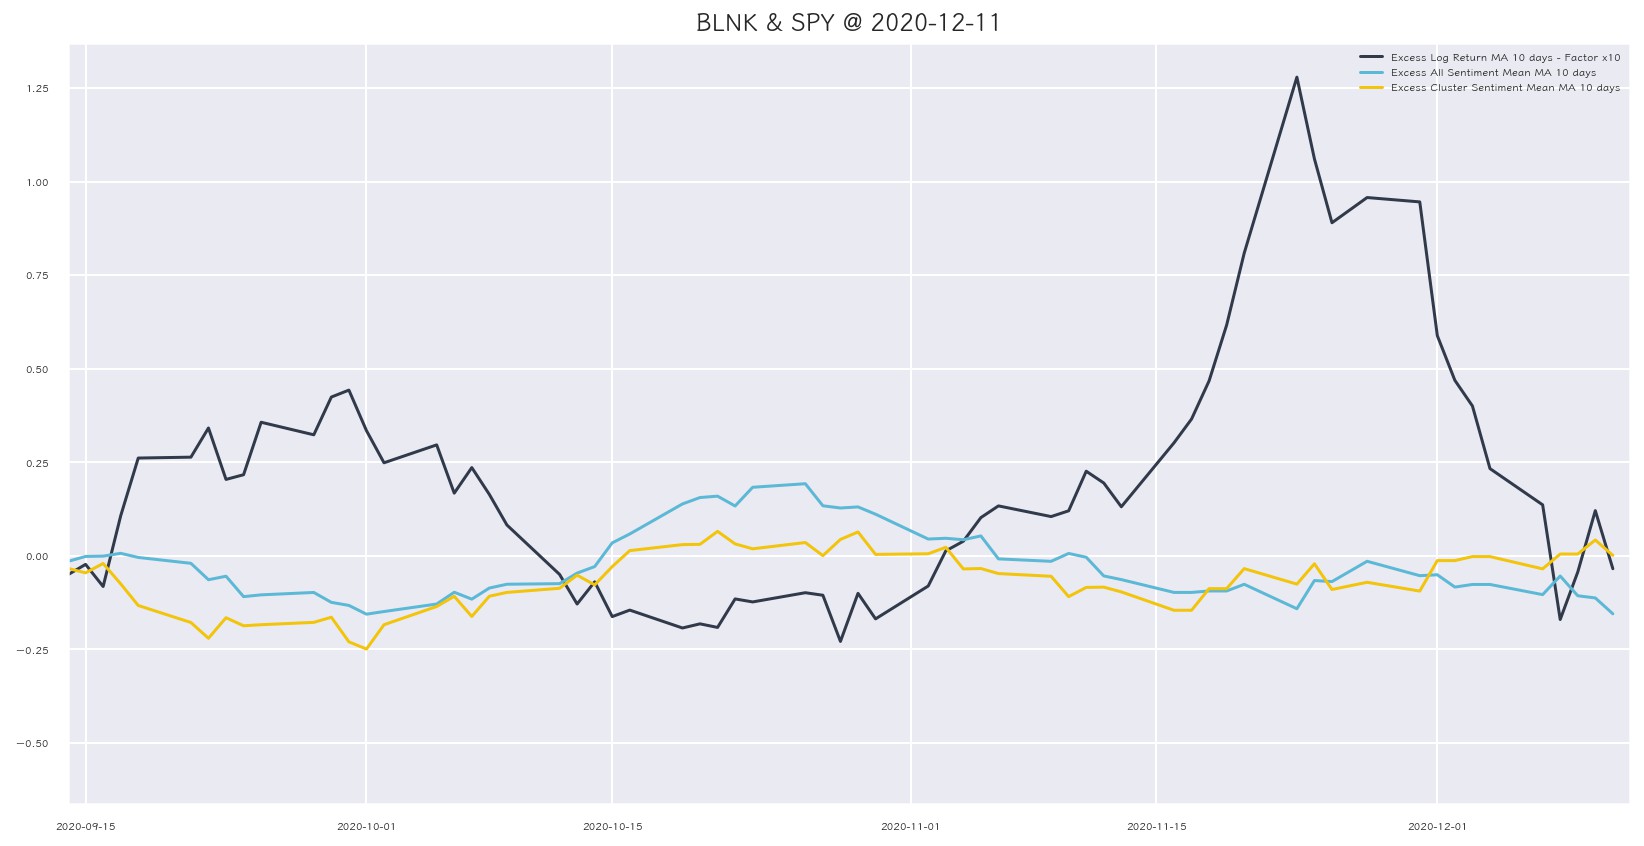 BLNK & SPY @ 2020-12-11
Excess Log Return MA 10 days - Factor x10
Excess All Sentiment Mean MA 10 days
Excess Cluster Sentiment Mean MA 10 days
1.25
1.00
0.75
0.50
0.25
0.00
−0.25
−0.50
2020-09-15 2020-10-01 2020-10-15 2020-11-01 2020-11-15 2020-12-01